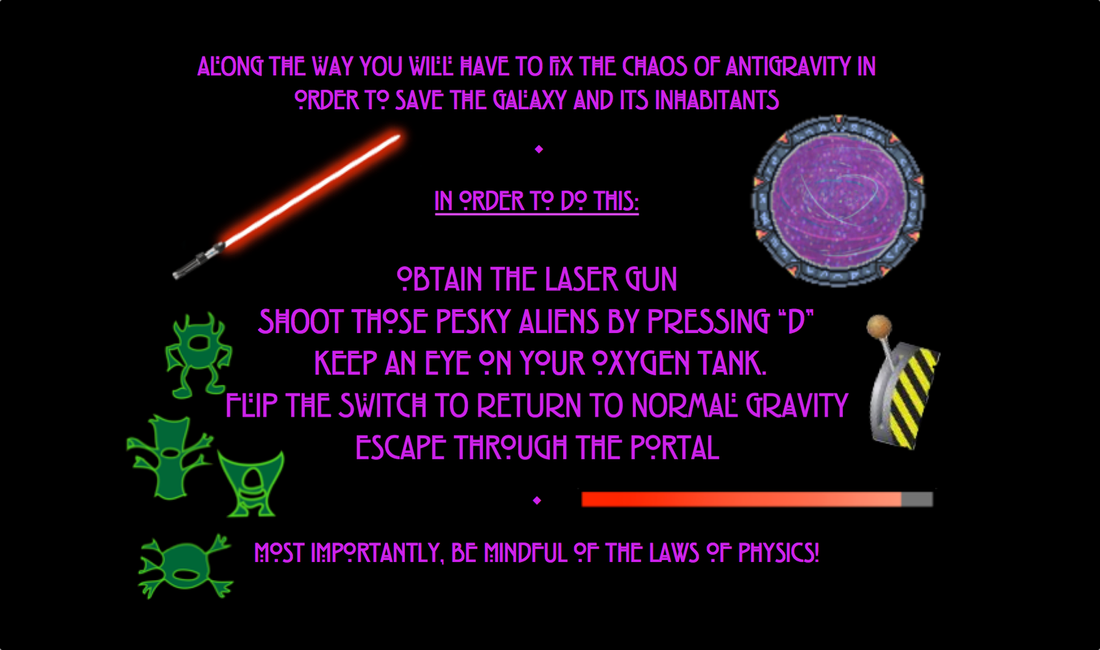 ALONG THE WAY YOU WILL HAVE TO FIX THE CHAOS OF ANTIGRAVITY IN
ORDER TO SAVE THE GALAXY AND ITS INHABITANTS
IN ORDER TO DO THIS:
OBTAIN THE LASER GUN
SHOOT THOSE PESKY ALIENS BY PRESSING “D”
KEEP AN EYE ON YOUR OXYGEN TANK.
FLIP THE SWITCH TO RETURN TO NORMAL GRAVITY
ESCAPE THROUGH THE PORTAL
MOST IMPORTANTLY, BE MINDFUL OF THE LAWS OF PHYSICS!